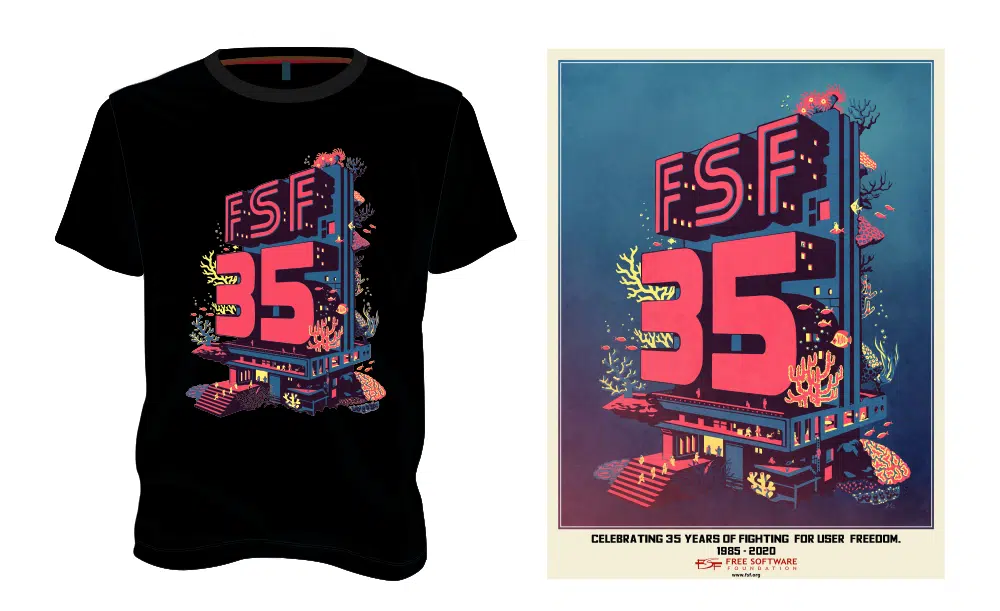 FSF
35
FSF
35
CELEBRATING 35 YEARS OF FIGHTING FOR USER FREEDOM.
1985 - 2020
FSF FREE SOFTWARE
FOUNDATION
www.fsf.org